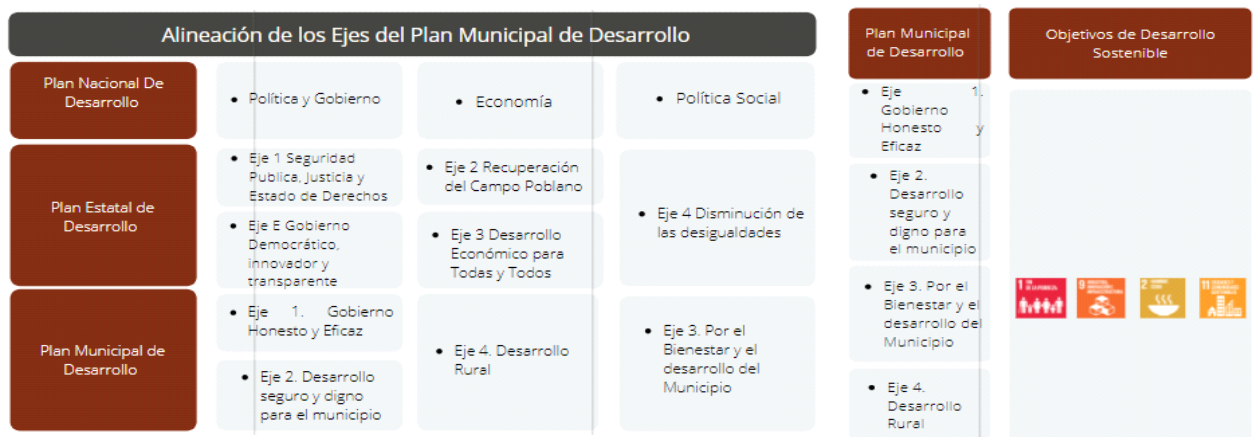 Alineación de los Ejes del Plan Municipal de Desarrollo
Plan Nacional De
Desarrollo
• Política y Gobierno
• Economía
• Política Social
Plan Estatal de
Desarrollo
• Eje 1 Seguridad
Publica, Justicia y
Estado de Derechos
• Eje E Gobierno
Democrático,
innovador y
transparente
• Eje 2 Recuperación
del Campo Poblano
• Eje 3 Desarrollo
Económico para
Todas y Todos
• Eje 4 Disminución de
las desigualdades
Plan Municipal de
Desarrollo
• Eje 1. Gobierno
Honesto y Eficaz
• Eje 2. Desarrollo
seguro y digno
para el municipio
• Eje 4. Desarrollo
Rural
• Eje 3. Por el
Bienestar y el
desarrollo del
Municipio
Plan Municipal
de Desarrollo
• Eje 1.
Gobierno
Honesto y
Eficaz
• Eje 2.
Desarrollo
seguro y
digno para
el municipio
• Eje 3. Por el
Bienestar y el
desarrollo del
Municipio
• Eje 4.
Desarrollo
Rural
Objetivos de Desarrollo
Sostenible
1
9
2
11